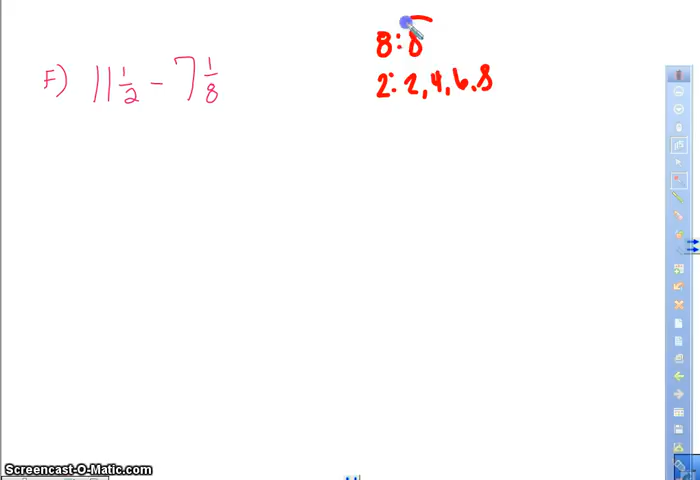 8: 8
F) 11 1/2 - 7 1/8
2: 2, 4, 6, 8
Screencast-O-Matic.com